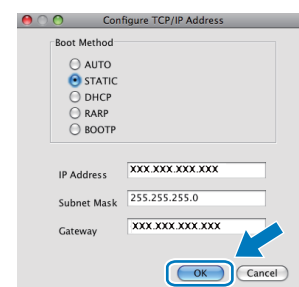 Configure TCP/IP Address
Boot Method
AUTO
STATIC
DHCP
RARP
BOOTP
IP Address XXX.XXX.XXX.XXX
Subnet Mask 255.255.255.0
Gateway XXX.XXX.XXX.XXX
OK Cancel